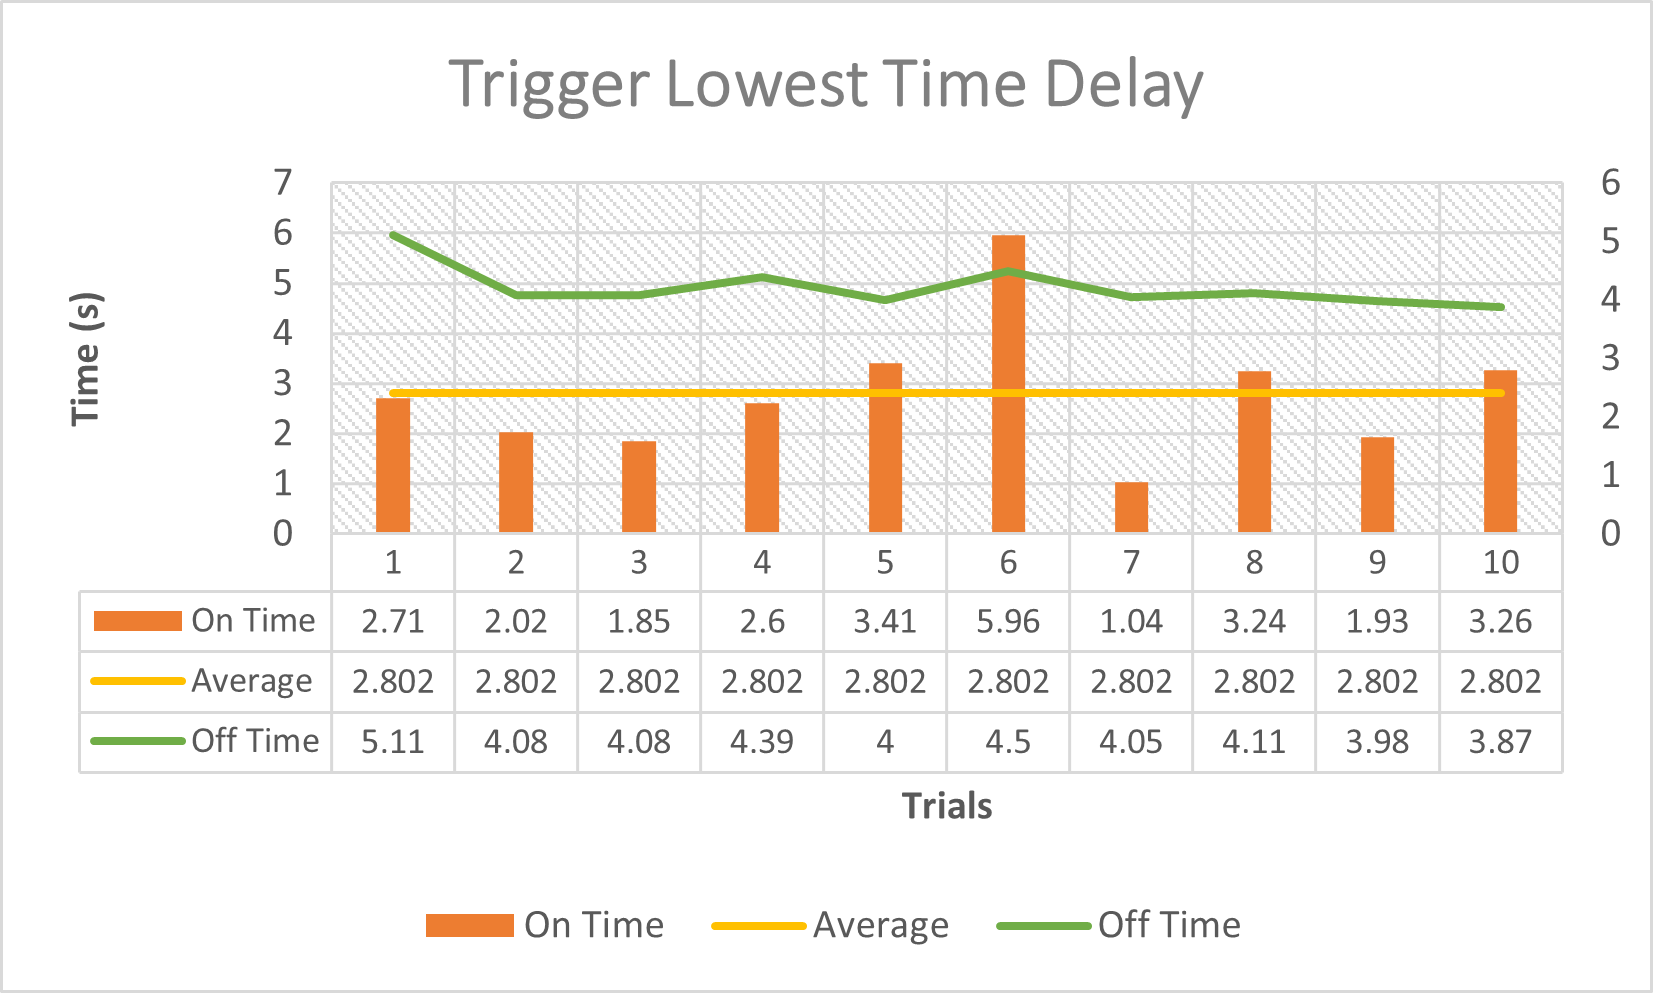 Trigger Lowest Time Delay
Time (s)
7
6
5
4
3
2
1
0
6
5
4
3
2
1
0
1 2 3 4 5 6 7 8 9 10
On Time 2.71 2.02 1.85 2.6 3.41 5.96 1.04 3.24 1.93 3.26
Average 2.802 2.802 2.802 2.802 2.802 2.802 2.802 2.802 2.802 2.802
Off Time 5.11 4.08 4.08 4.39 4 4.5 4.05 4.11 3.98 3.87
Trials
On Time Average Off Time